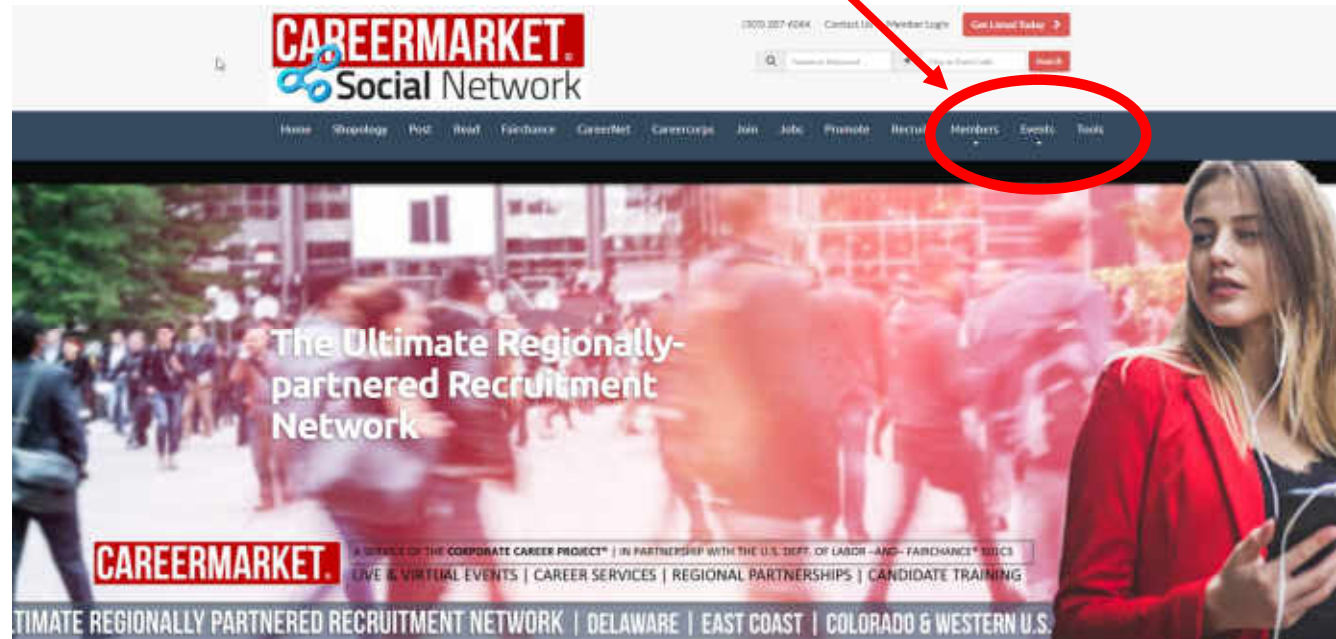 CAREERMARKET®
Social Network
Contact Us Member Login Get Listed Today
Search
Home Shopology Post Read Fairchance CareerNet Careercorps Join Jobs Promote Members Events Tools
The Ultimate Regionally-
partnered Recruitment
Network
CAREERMARKET.
A SERVICE OF THE CORPORATE CAREER PROJECT® | IN PARTNERSHIP WITH THE U.S. DEPT. OF LABOR –AND– FAIRCHANCE®
LIVE & VIRTUAL EVENTS | CAREER SERVICES | REGIONAL PARTNERSHIPS | CANDIDATE TRAINING
TIMATE REGIONALLY PARTNERED RECRUITMENT NETWORK | DELAWARE | EAST COAST | COLORADO & WESTERN U.S.